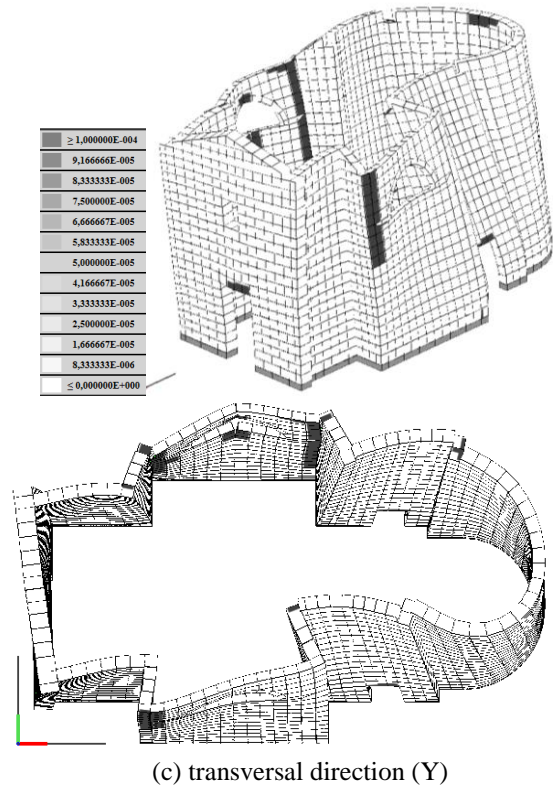 ≥ 1,000000E-004
9,166666E-005
8,333333E-005
7,500000E-005
6,666667E-005
5,833333E-005
5,000000E-005
4,166667E-005
3,333333E-005
2,500000E-005
1,666667E-005
8,333333E-006
≤ 0,000000E+000
(c) transversal direction (Y)